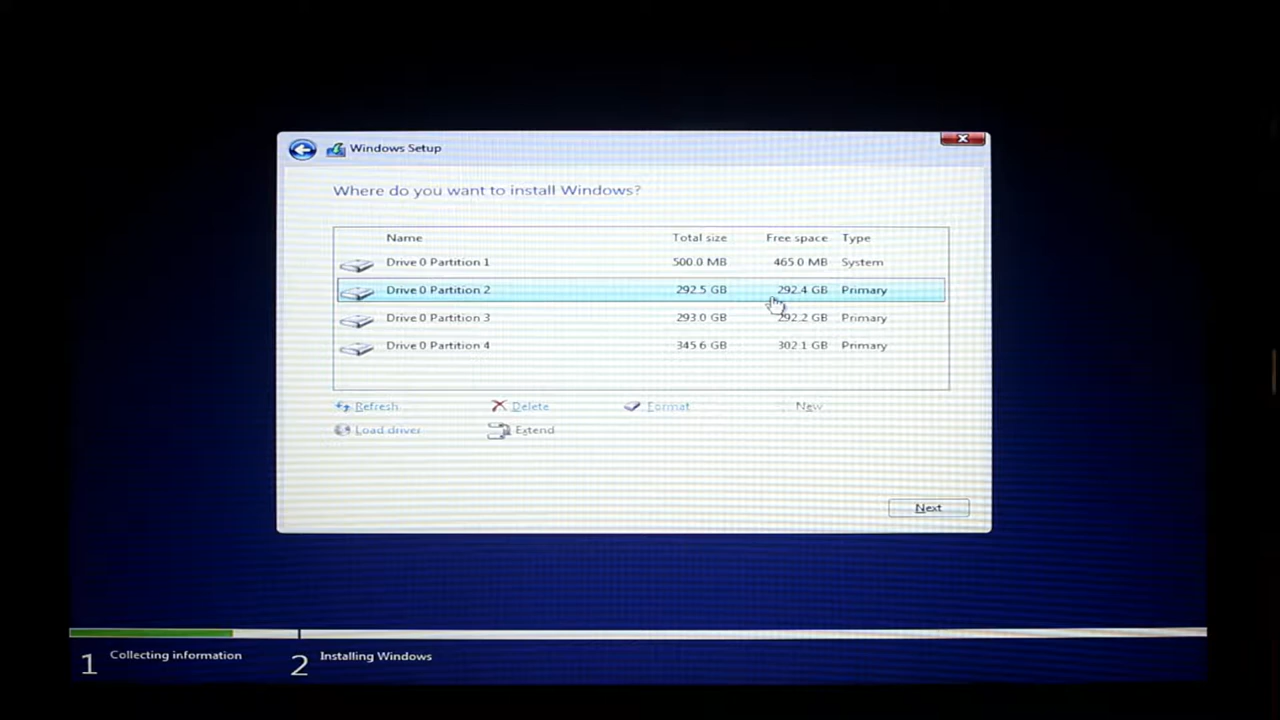 Windows Setup
Where do you want to install Windows?
Name Total size Free space Type
Drive 0 Partition 1 500.0 MB 465.0 MB System
Drive 0 Partition 2 292.5 GB 292.4 GB Primary
Drive 0 Partition 3 293.0 GB 292.2 GB Primary
Drive 0 Partition 4 345.6 GB 302.1 GB Primary
Refresh Delete Format New
Load driver Extend
Next
1 Collecting information 2 Installing Windows